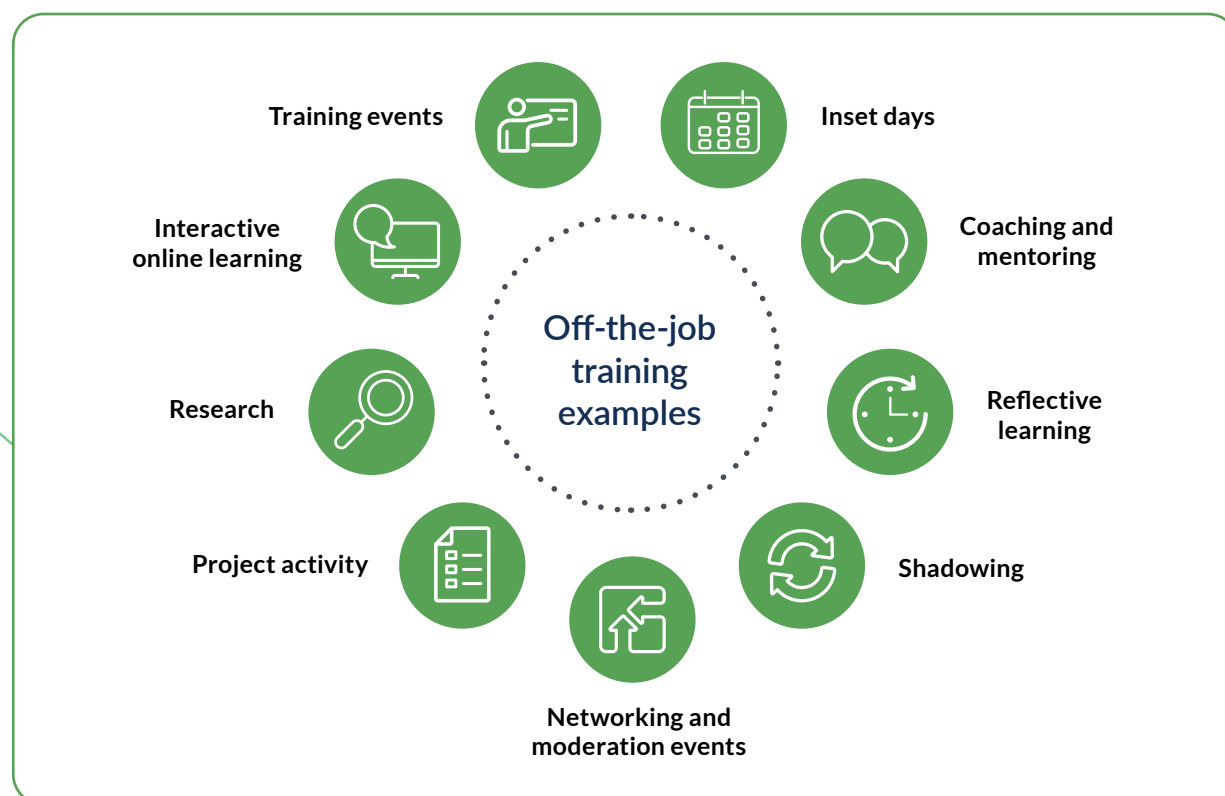 Training events
Inset days
Interactive
online learning
Coaching and
mentoring
Off-the-job
training
examples
Research
Reflective
learning
Project activity
Shadowing
Networking and
moderation events